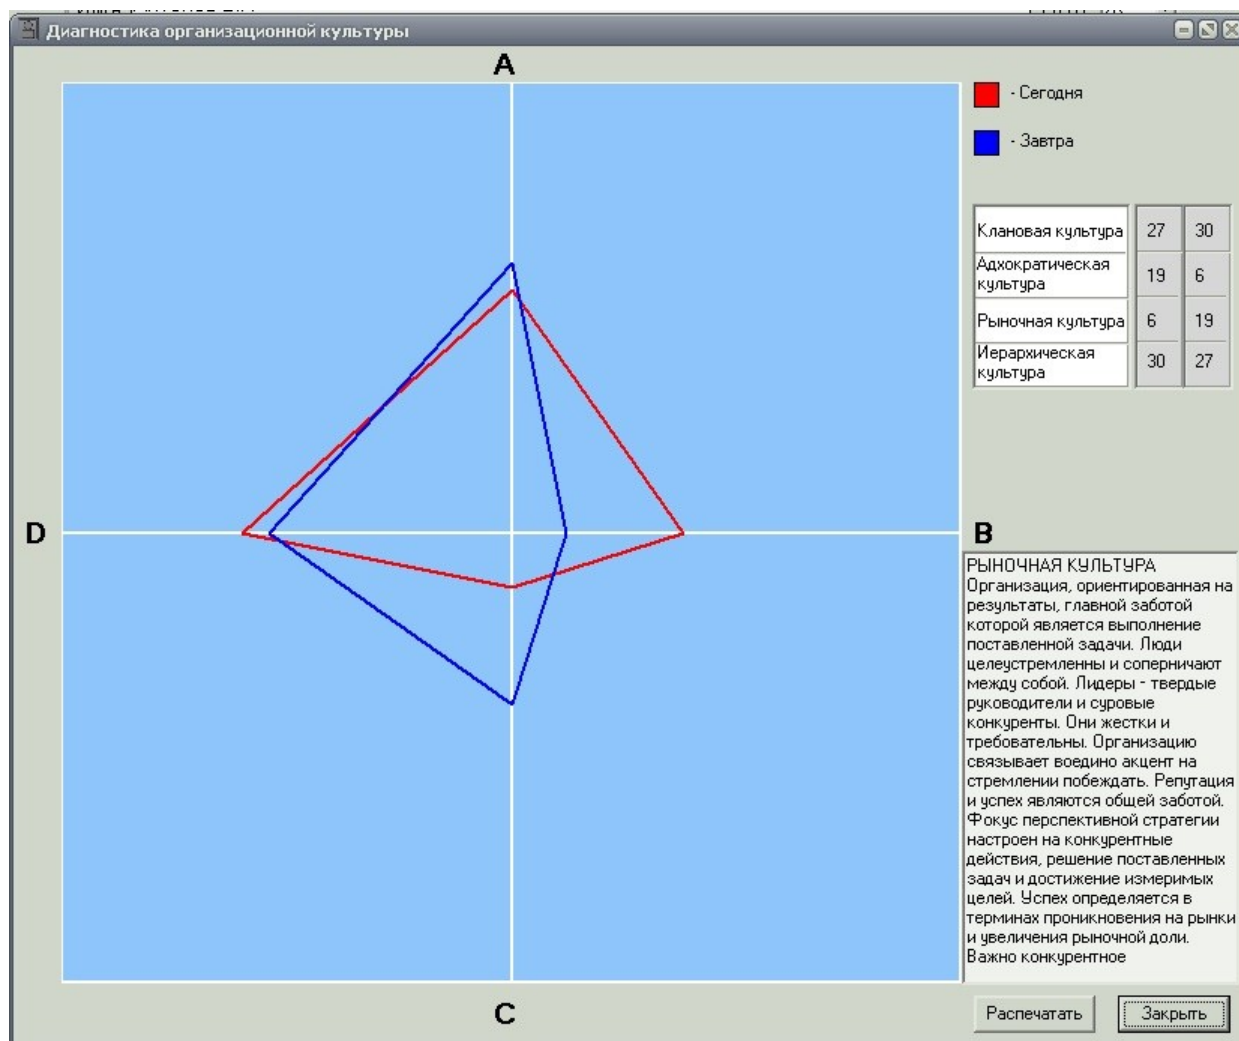 Диагностика организационной культуры
A
- Сегодня
- Завтра
Клановая культура 27 30
Адхократическая
культура 19 6
Рыночная культура 6 19
Иерархическая
культура 30 27
D
B
РЫНОЧНАЯ КУЛЬТУРА
Организация, ориентированная на
результаты, главной заботой
которой является выполнение
поставленной задачи. Люди
целеустремленны и соперничают
между собой. Лидеры - твердые
руководители и суровые
конкуренты. Они жестки и
требовательны. Организацию
связывает воедино акцент на
стремлении побеждать. Репутация
и успех являются общей заботой.
Фокус перспективной стратегии
настроен на конкурентные
действия, решение поставленных
задач и достижение измеримых
целей. Успех определяется в
терминах проникновения на рынки
и увеличения рыночной доли.
Важно конкурентное
C
Распечатать
Закрыть